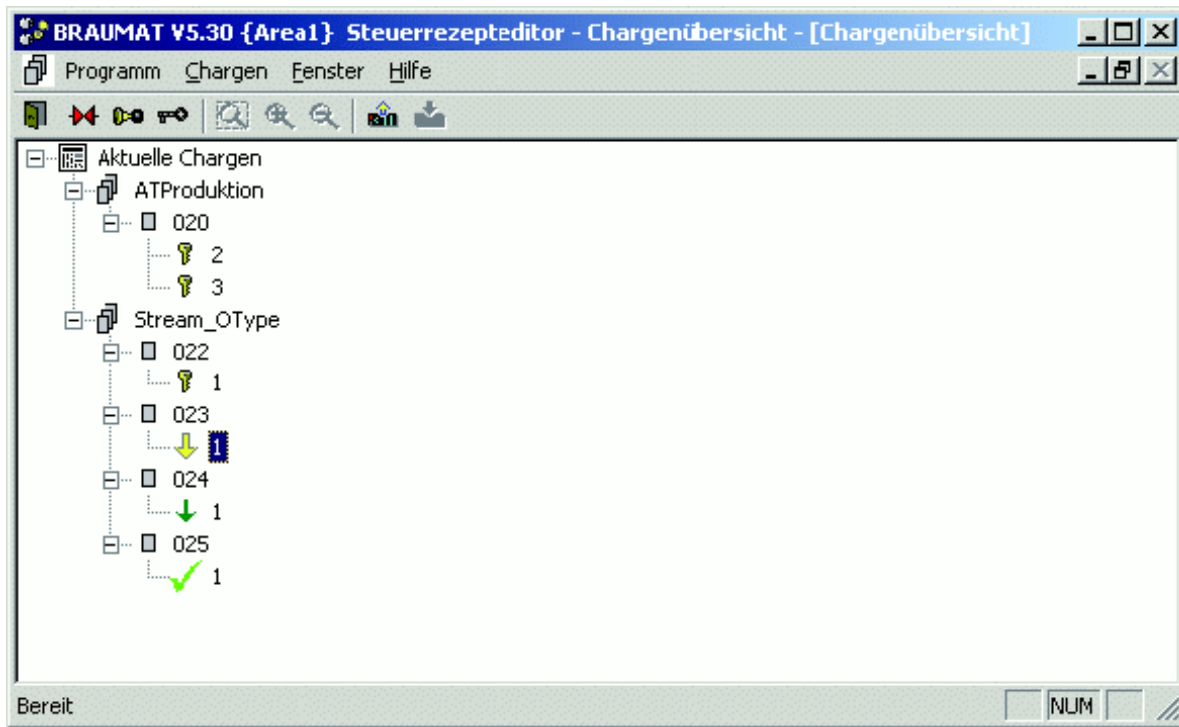 BRAUMAT V5.30 {Area1} Steuerrezepteditor - Chargenübersicht - [Chargenübersicht]
Programm Chargen Fenster Hilfe
Aktuelle Chargen
ATProduktion
020
2
3
Stream_OType
022
1
023
1
024
1
025
1
Bereit NUM